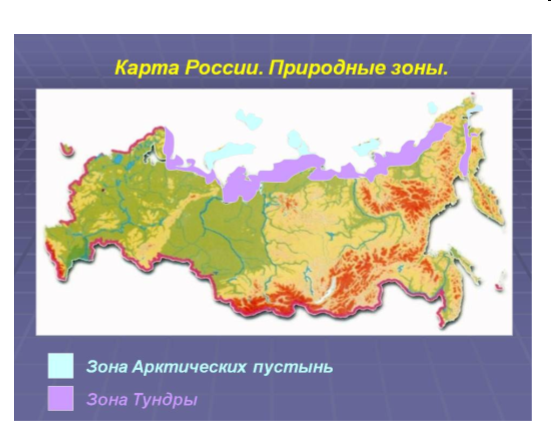 Карта России. Природные зоны.
Зона Арктических пустынь
Зона Тундры